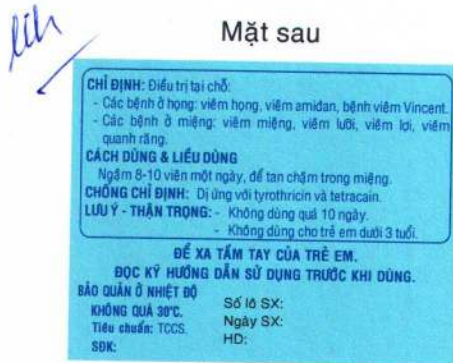 Mặt sau
CHỈ ĐỊNH: Điều trị tại chỗ:
- Các bệnh ở họng: viêm họng, viêm amidan, bệnh viêm Vincent.
- Các bệnh ở miệng: viêm miệng, viêm lưỡi, viêm lợi, viêm
quanh răng.
CÁCH DÙNG & LIỀU DÙNG
Ngậm 8-10 viên một ngày, để tan chậm trong miệng.
CHỐNG CHỈ ĐỊNH: Dị ứng với tyrothricin và tetracain.
LƯU Ý - THẬN TRỌNG: - Không dùng quá 10 ngày.
- Không dùng cho trẻ em dưới 3 tuổi.
ĐỂ XA TẦM TAY CỦA TRẺ EM.
ĐỌC KỸ HƯỚNG DẪN SỬ DỤNG TRƯỚC KHI DÙNG.
BẢO QUẢN Ở NHIỆT ĐỘ
KHÔNG QUÁ 30°C.
Tiêu chuẩn: TCCS.
SĐK:
Số lô SX:
Ngày SX:
HD: